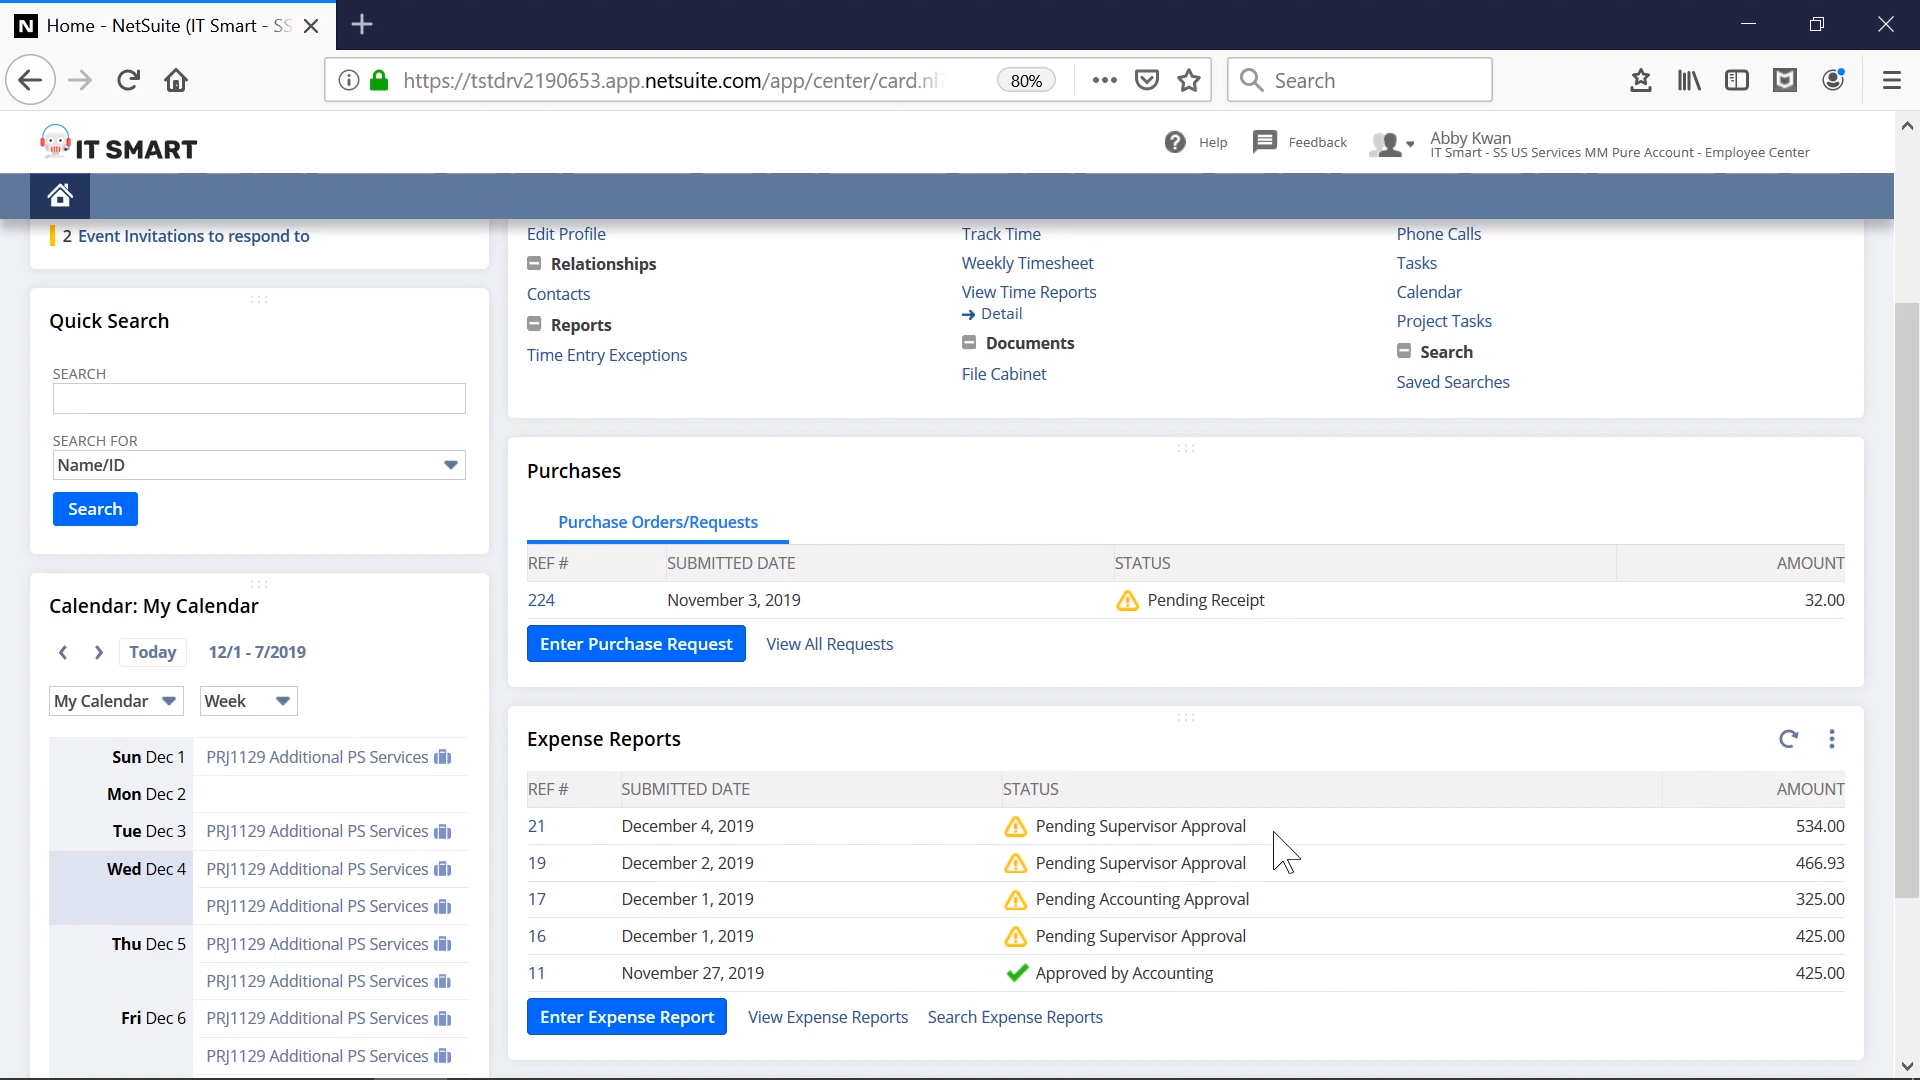 N Home - NetSuite (IT Smart - SS
https://tstdrv2190653.app.netsuite.com/app/center/card.nl
80%
Search
IT SMART
Help
Feedback
Abby Kwan
IT Smart - SS US Services MM Pure Account - Employee Center
2 Event Invitations to respond to
Edit Profile
Relationships
Contacts
Reports
Time Entry Exceptions
Track Time
Weekly Timesheet
View Time Reports
Detail
Documents
File Cabinet
Phone Calls
Tasks
Calendar
Project Tasks
Search
Saved Searches
Quick Search
SEARCH
SEARCH FOR
Name/ID
Search
Calendar: My Calendar
Today 12/1 - 7/2019
My Calendar Week
Sun Dec 1 PRJ1129 Additional PS Services
Mon Dec 2
Tue Dec 3 PRJ1129 Additional PS Services
Wed Dec 4 PRJ1129 Additional PS Services
PRJ1129 Additional PS Services
Thu Dec 5 PRJ1129 Additional PS Services
PRJ1129 Additional PS Services
Fri Dec 6 PRJ1129 Additional PS Services
PRJ1129 Additional PS Services
Purchases
Purchase Orders/Requests
REF # SUBMITTED DATE STATUS AMOUNT
224 November 3, 2019 Pending Receipt 32.00
Enter Purchase Request View All Requests
Expense Reports
REF # SUBMITTED DATE STATUS AMOUNT
21 December 4, 2019 Pending Supervisor Approval 534.00
19 December 2, 2019 Pending Supervisor Approval 466.93
17 December 1, 2019 Pending Accounting Approval 325.00
16 December 1, 2019 Pending Supervisor Approval 425.00
11 November 27, 2019 Approved by Accounting 425.00
Enter Expense Report View Expense Reports Search Expense Reports